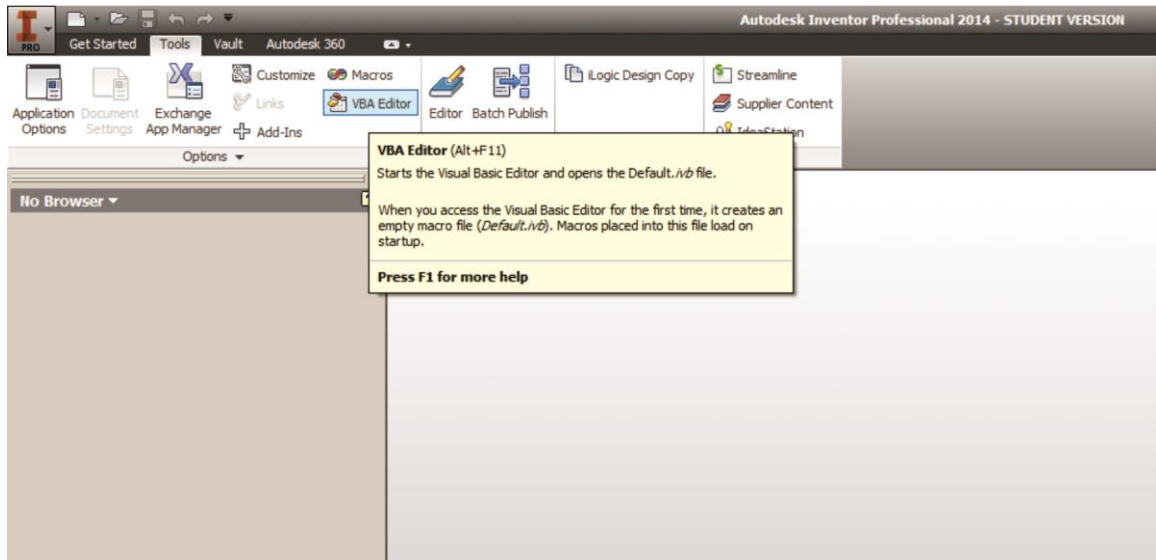 Autodesk Inventor Professional 2014 - STUDENT VERSION
PRO
Get Started Tools Vault Autodesk 360
Application Options
Document Settings
Exchange App Manager
Customize
Links
Add-Ins
Macros
VBA Editor
Editor
Batch Publish
iLogic Design Copy
Streamline
Supplier Content
IdeaStation
Options
No Browser
VBA Editor (Alt+F11)
Starts the Visual Basic Editor and opens the Default.ivb file.
When you access the Visual Basic Editor for the first time, it creates an
empty macro file (Default.ivb). Macros placed into this file load on
startup.
Press F1 for more help